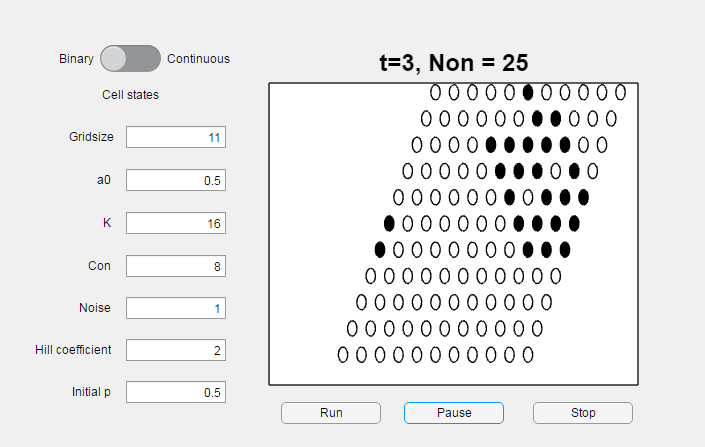 Binary Continuous
Cell states
Gridsize 11
a0 0.5
K 16
Con 8
Noise 1
Hill coefficient 2
Initial p 0.5
t=3, Non = 25
Run Pause Stop